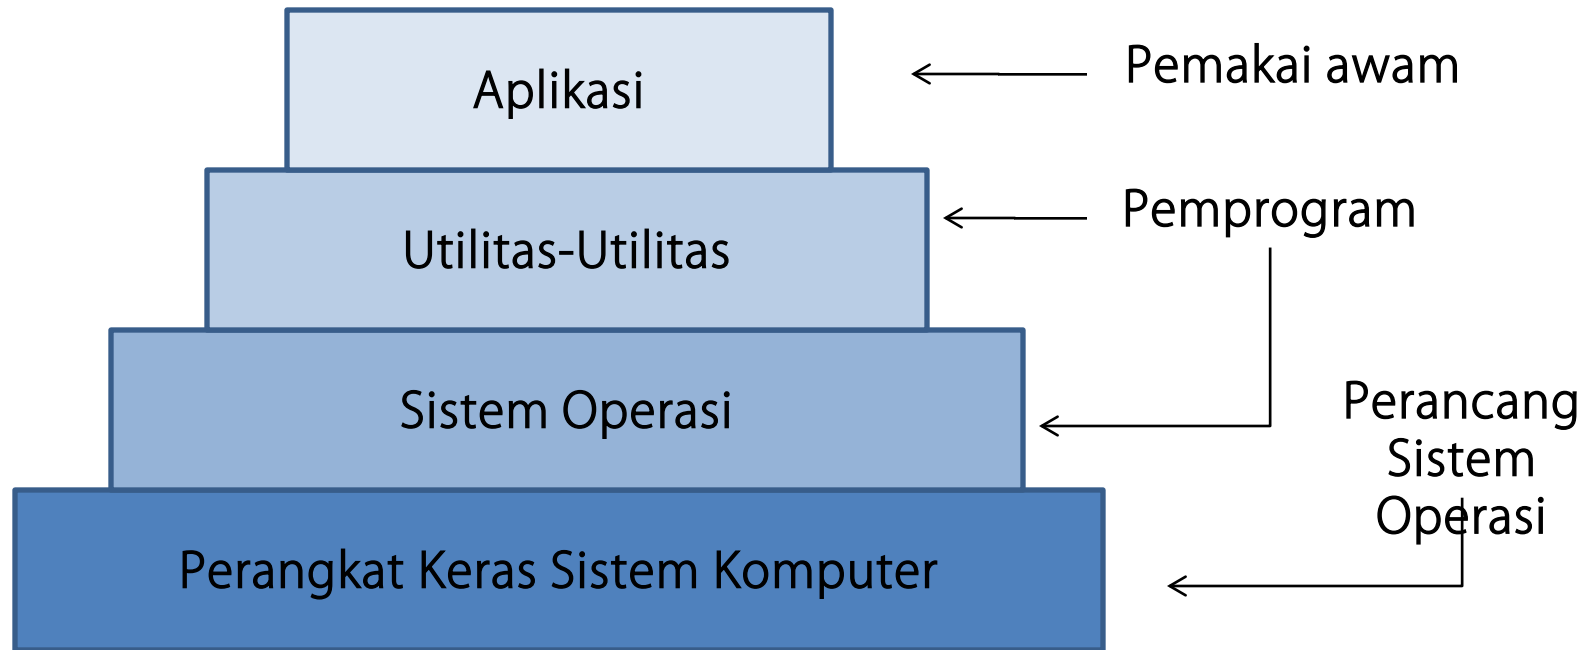 Aplikasi
Pemakai awam
Utilitas-Utilitas
Pemprogram
Sistem Operasi
Perancang
Sistem
Operasi
Perangkat Keras Sistem Komputer